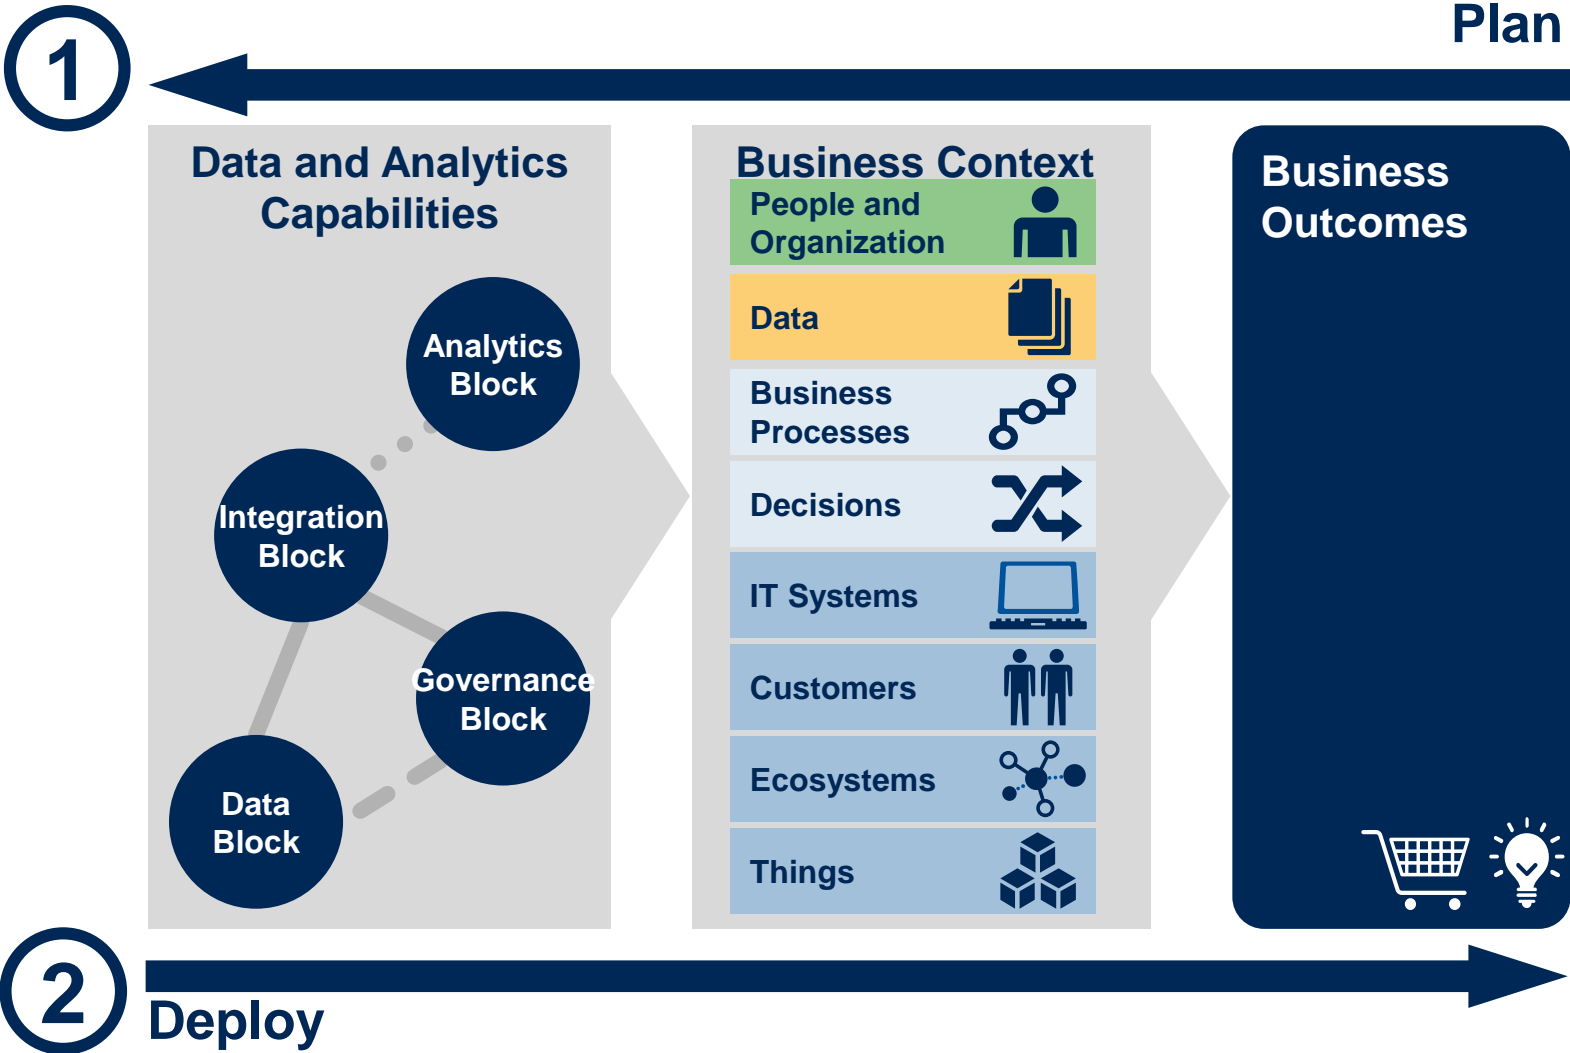 1
Plan
Data and Analytics
Capabilities
Analytics
Block
Integration
Block
Governance
Block
Data
Block
Business Context
People and
Organization
Data
Business
Processes
Decisions
IT Systems
Customers
Ecosystems
Things
Business
Outcomes
2
Deploy